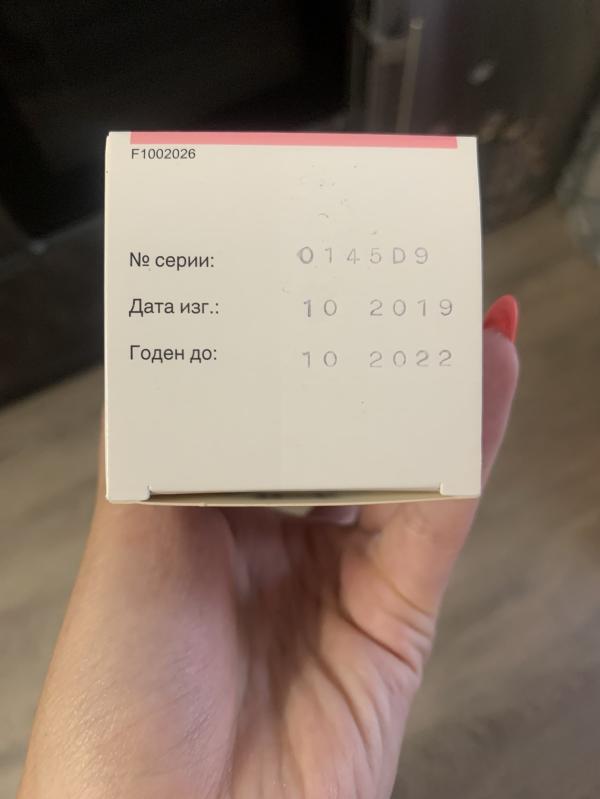 F1002026
№ серии: 0145D9
Дата изг.: 10 2019
Годен до: 10 2022